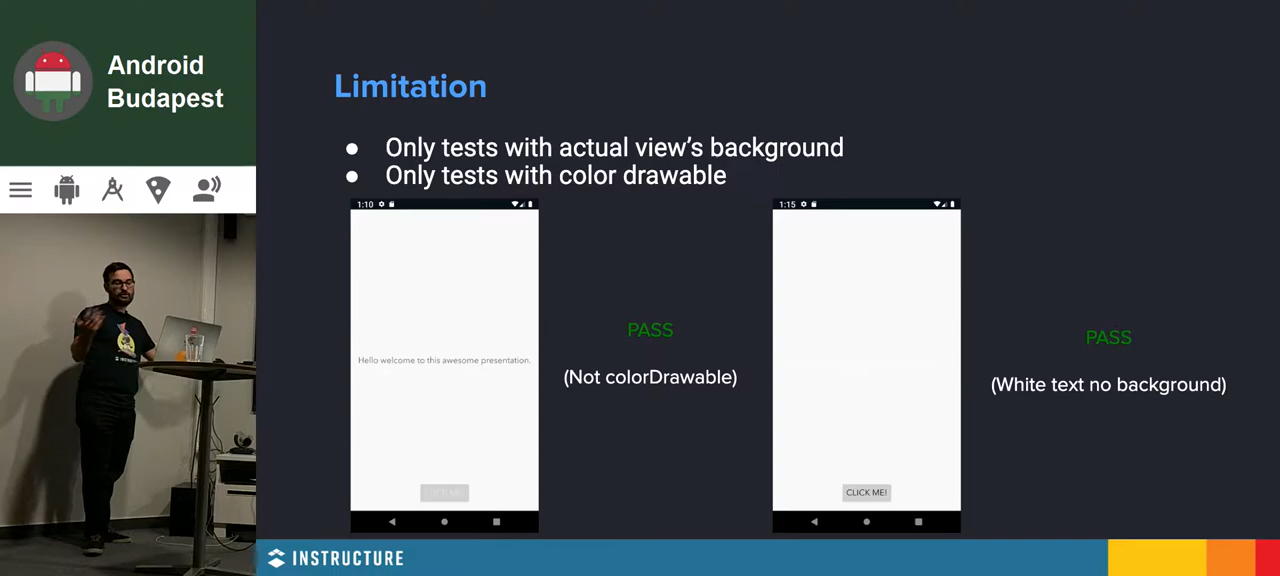 Android
Budapest
Limitation
● Only tests with actual view's background
● Only tests with color drawable
1:10
Hello welcome to this awesome presentation.
PASS
(Not colorDrawable)
1:15
CLICK ME!
PASS
(White text no background)
INSTRUCTURE